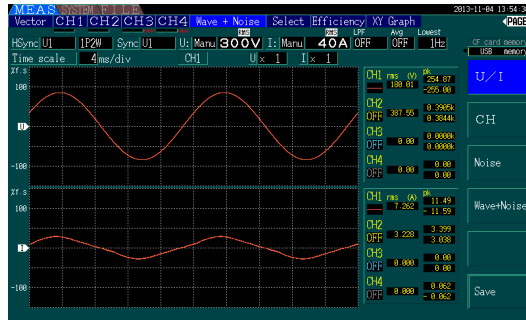 MEAS SYSTEM FILE 2013-11-04 13:54:3
Vector CH1 CH2 CH3 CH4 Wave + Noise Select Efficiency XY Graph PAGE
RMS RMS LPF Avg Lowest
HSync U1 1P2W Sync U1 U: Manu 300V I: Manu 40A OFF OFF 1Hz
CF card memory
USB memory
Time scale 4ms/div CH1 U x 1 I x 1
%f.s
100
U
-100
CH1 rms (V) pk
180.01 254.87
-255.00
CH2 OFF 387.55 0.3905k
0.3844k
CH3 OFF 0.00 0.0000k
0.0000k
CH4 OFF 0.00 0.00
0.00
%f.s
100
I
-100
CH1 rms (A) pk
7.262 11.49
- 11.59
CH2 OFF 3.228 3.399
3.038
CH3 OFF 0.000 0.00
0.00
CH4 OFF 0.000 0.062
- 0.062
U/I
CH
Noise
Wave+Noise
Save